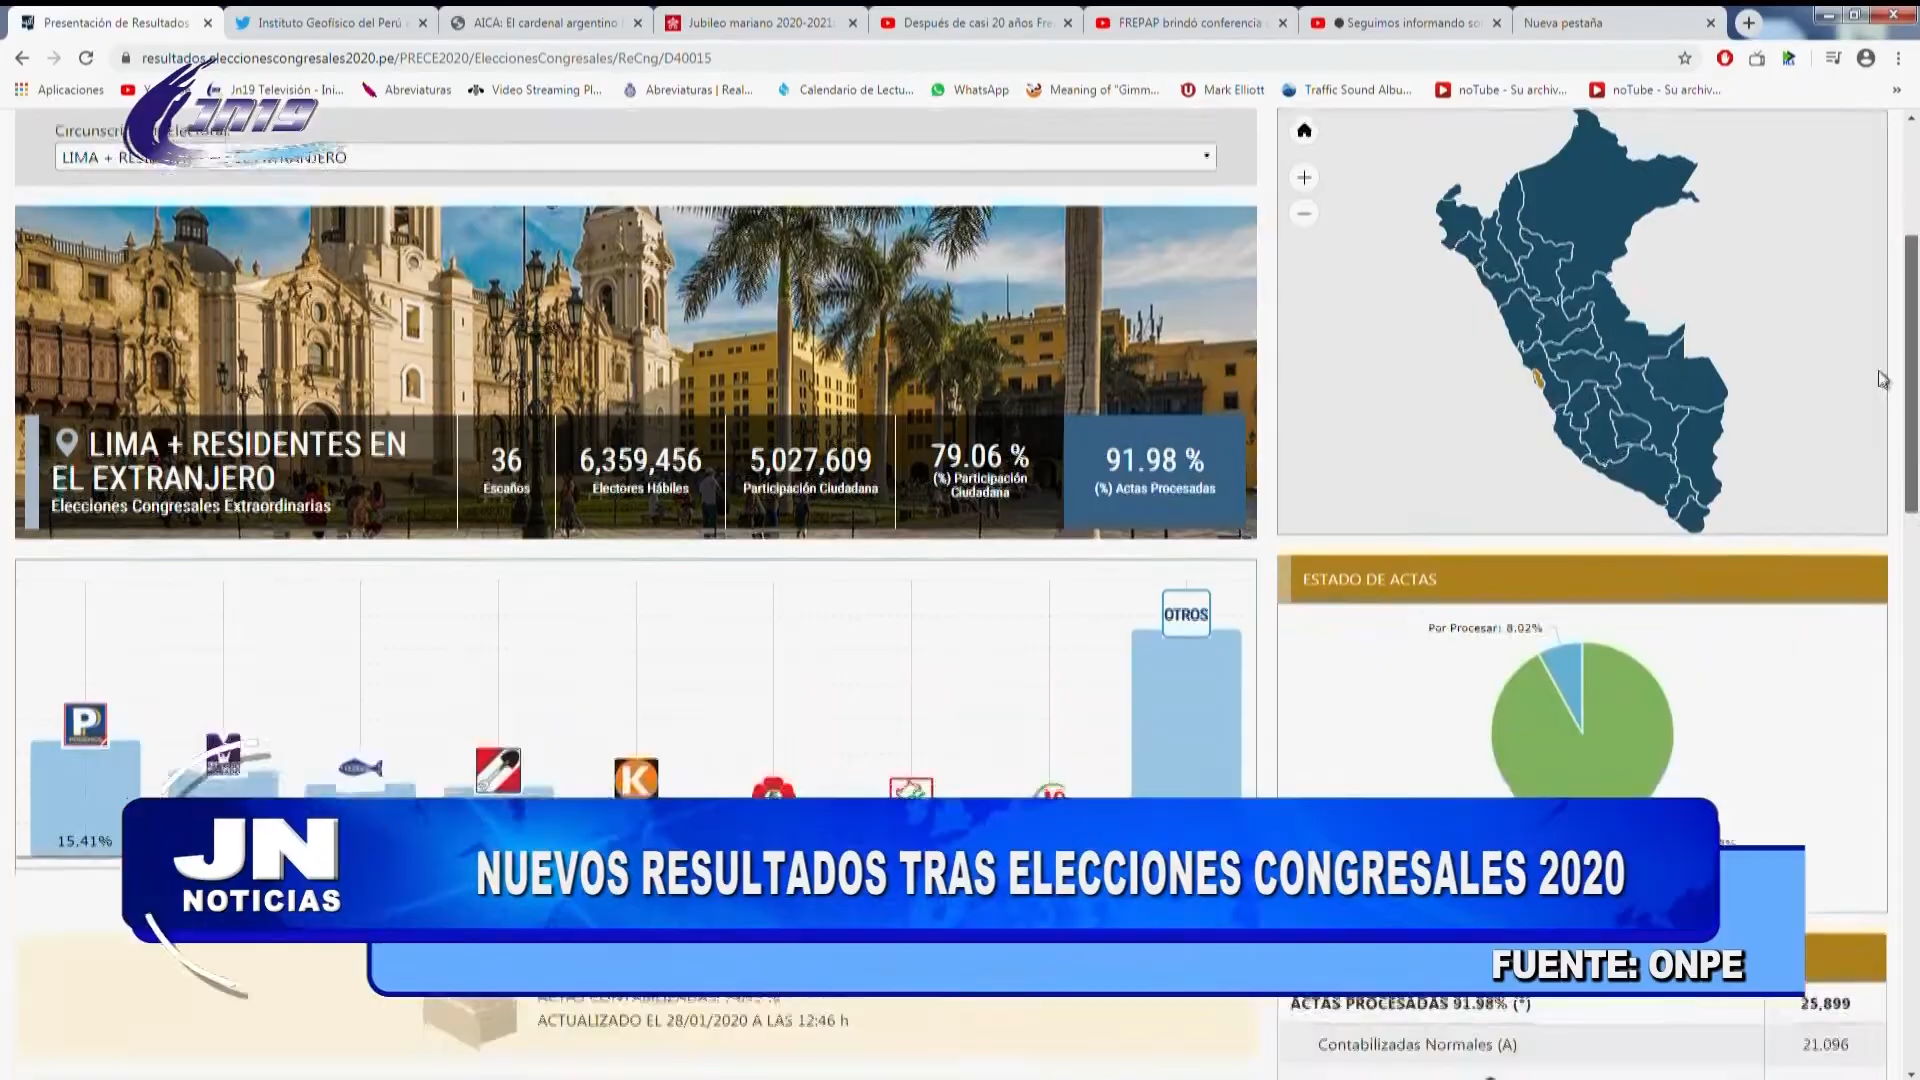 Presentación de Resultados
Instituto Geofísico del Perú
AICA: El cardenal argentino
Jubileo mariano 2020-2021
Después de casi 20 años Fre
FREPAP brindó conferencia
Seguimos informando so
Nueva pestaña
resultados.eleccionescongresales2020.pe/PRECE2020/EleccionesCongresales/ReCng/D40015
Aplicaciones
Jn19 Televisión - Ini...
Abreviaturas
Video Streaming Pl...
Abreviaturas | Real...
Calendario de Lectu...
WhatsApp
Meaning of "Gimm...
Mark Elliott
Traffic Sound Albu...
noTube - Su archiv...
noTube - Su archiv...
JN19
LIMA +
LIMA + RESIDENTES EN
EL EXTRANJERO
Elecciones Congresales Extraordinarias
36
Escaños
6,359,456
Electores Hábiles
5,027,609
Participación Ciudadana
79.06 %
(%) Participación
Ciudadana
91.98 %
(%) Actas Procesadas
ESTADO DE ACTAS
Por Procesar: 8.02%
OTROS
P
M
K
15.41%
JN
NOTICIAS
NUEVOS RESULTADOS TRAS ELECCIONES CONGRESALES 2020
FUENTE: ONPE
ACTUALIZADO EL 28/01/2020 A LAS 12:46 h
ACTAS PROCESADAS 91.98% (*)
25,899
Contabilizadas Normales (A)
21,096